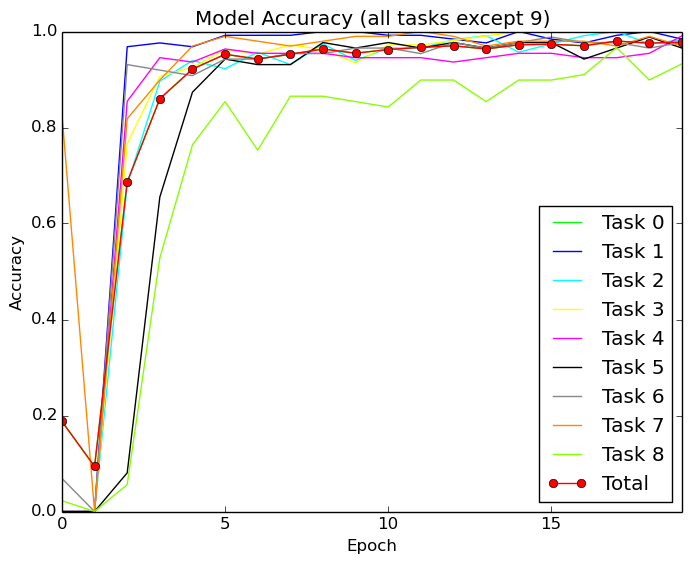 Model Accuracy (all tasks except 9)
1.0
0.8
0.6
0.4
0.2
0.0
Accuracy
0
5
10
15
Epoch
Task 0
Task 1
Task 2
Task 3
Task 4
Task 5
Task 6
Task 7
Task 8
Total